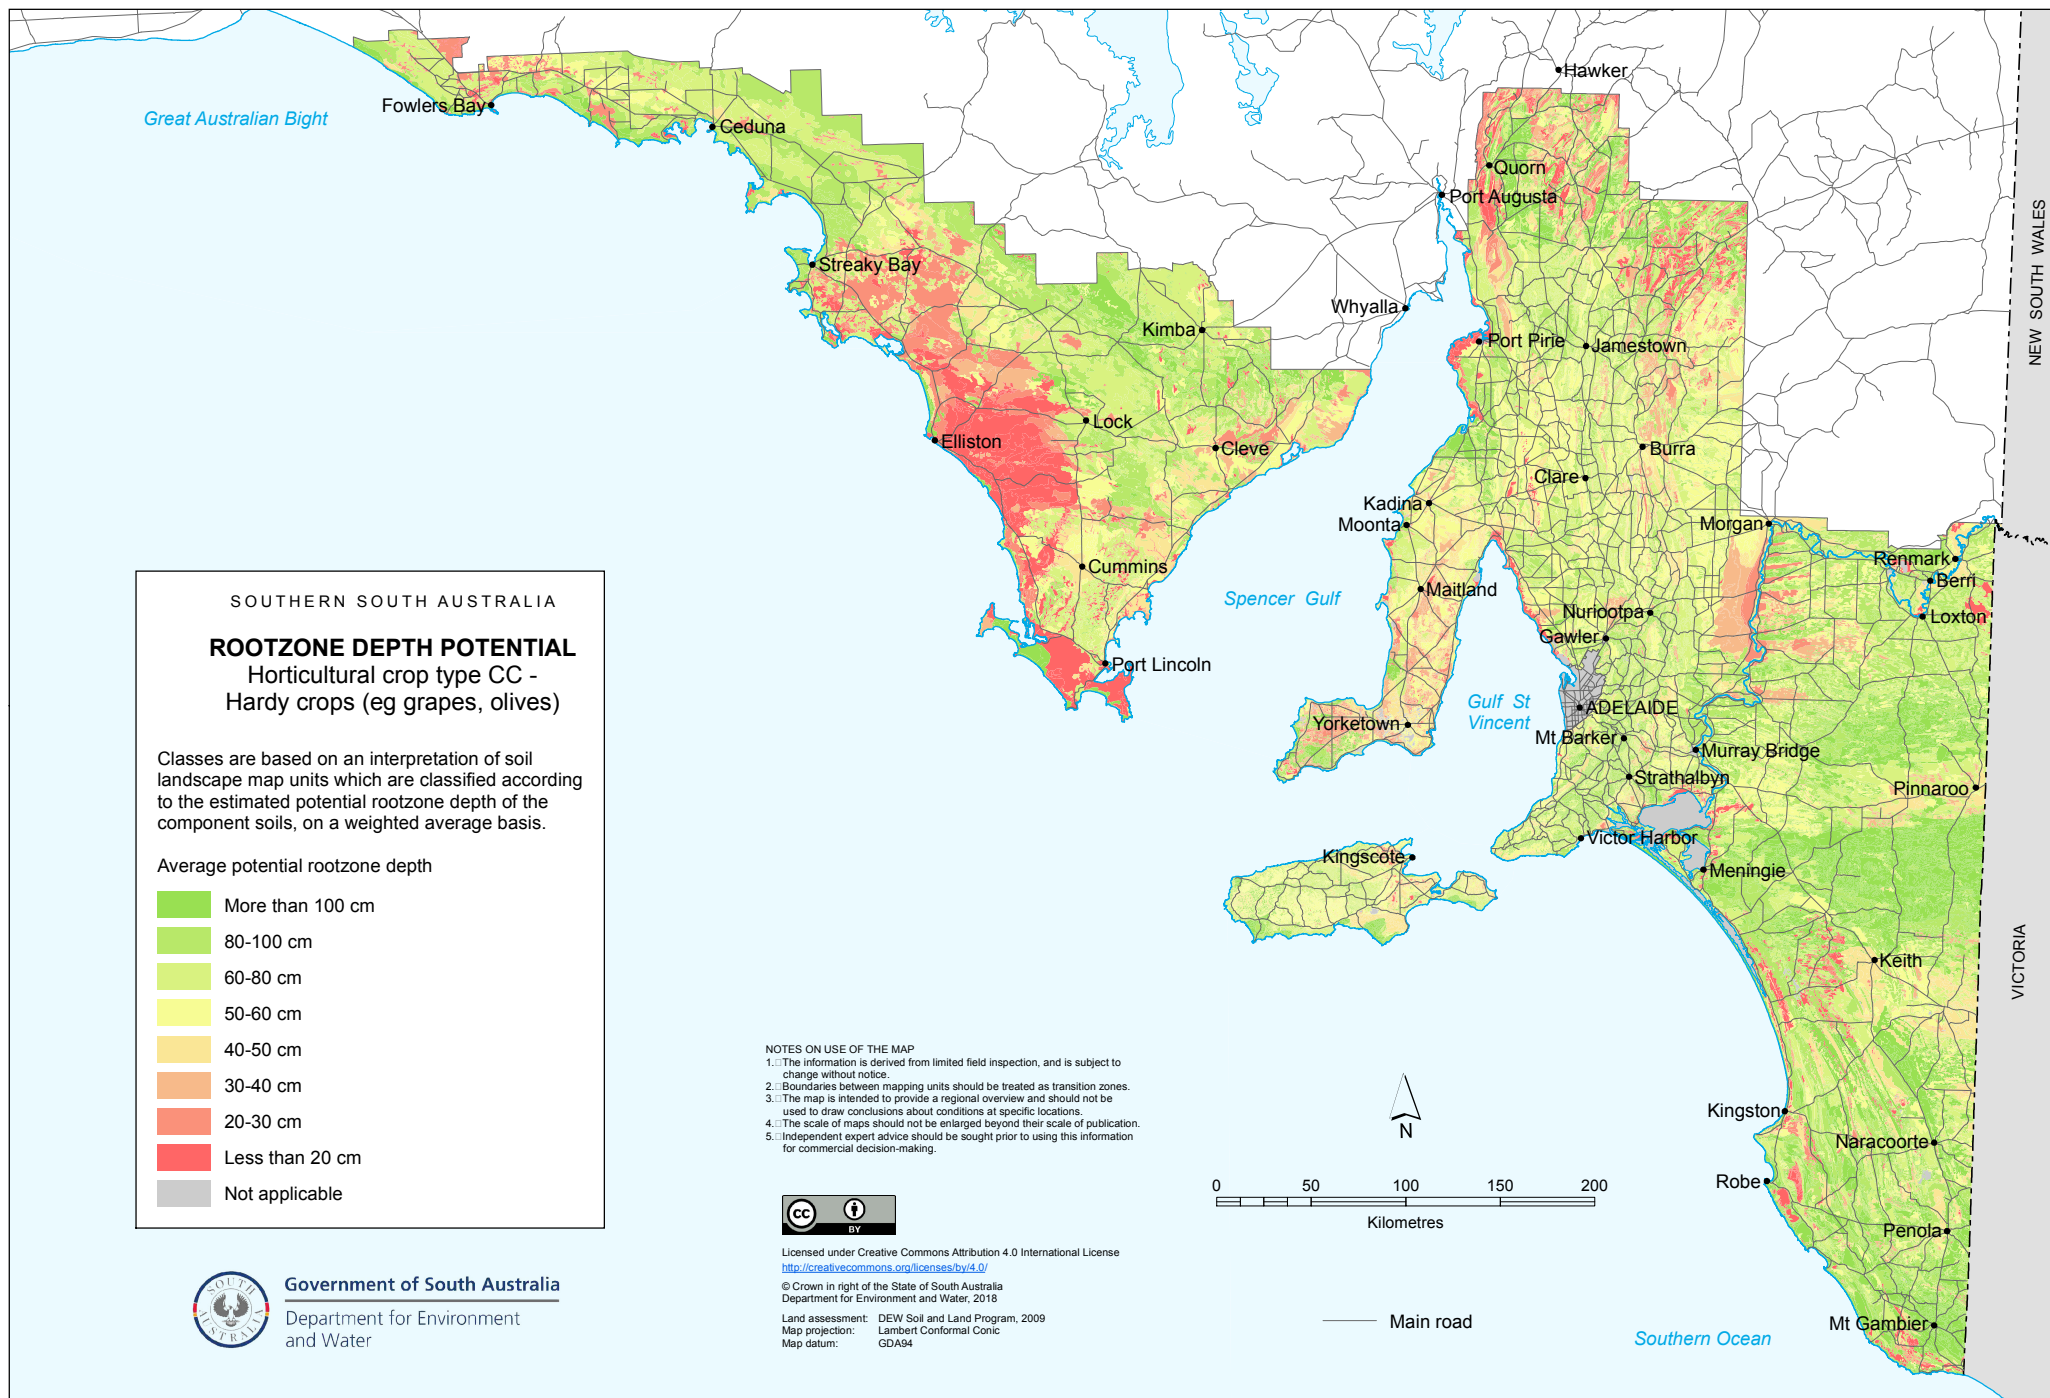 Hawker
Great Australian Bight
Fowlers Bay
Ceduna
Quorn
Port Augusta
NEW SOUTH WALES
Streaky Bay
Whyalla
Kimba
Port Pirie
Jamestown
Lock
Elliston
Cleve
Burra
Clare
Kadina
Moonta
Morgan
Renmark
Berri
Cummins
Maitland
Spencer Gulf
Nuriootpa
Loxton
Gawler
Port Lincoln
Gulf St
Vincent
ADELAIDE
Yorketown
Mt Barker
Murray Bridge
Strathalbyn
Pinnaroo
Victor Harbor
Kingscote
Meningie
VICTORIA
Keith
Kingston
Naracoorte
Robe
Penola
Mt Gambier
Southern Ocean
SOUTHERN SOUTH AUSTRALIA
ROOTZONE DEPTH POTENTIAL
Horticultural crop type CC -
Hardy crops (eg grapes, olives)
Classes are based on an interpretation of soil
landscape map units which are classified according
to the estimated potential rootzone depth of the
component soils, on a weighted average basis.
Average potential rootzone depth
More than 100 cm
80-100 cm
60-80 cm
50-60 cm
40-50 cm
30-40 cm
20-30 cm
Less than 20 cm
Not applicable
SOUTH AUSTRALIA
Government of South Australia
Department for Environment
and Water
NOTES ON USE OF THE MAP
1. The information is derived from limited field inspection, and is subject to
change without notice.
2. Boundaries between mapping units should be treated as transition zones.
3. The map is intended to provide a regional overview and should not be
used to draw conclusions about conditions at specific locations.
4. The scale of maps should not be enlarged beyond their scale of publication.
5. Independent expert advice should be sought prior to using this information
for commercial decision-making.
cc BY
Licensed under Creative Commons Attribution 4.0 International License
http://creativecommons.org/licenses/by/4.0/
© Crown in right of the State of South Australia
Department for Environment and Water, 2018
Land assessment: DEW Soil and Land Program, 2009
Map projection: Lambert Conformal Conic
Map datum: GDA94
N
0 50 100 150 200
Kilometres
Main road